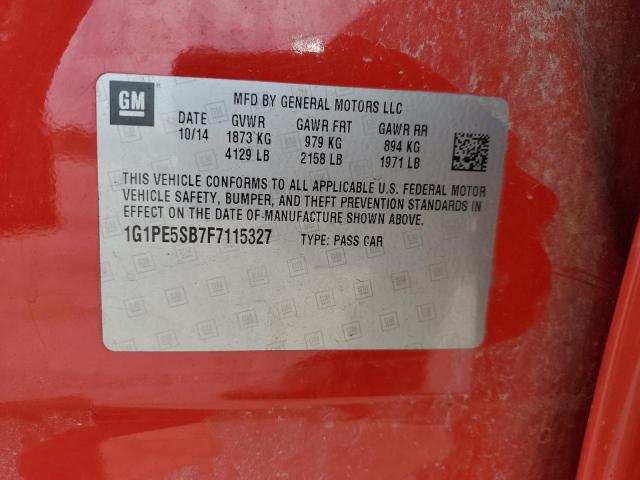 GM
MFD BY GENERAL MOTORS LLC
DATE GVWR GAWR FRT GAWR RR
10/14 1873 KG 979 KG 894 KG
4129 LB 2158 LB 1971 LB
THIS VEHICLE CONFORMS TO ALL APPLICABLE U.S. FEDERAL MOTOR
VEHICLE SAFETY, BUMPER, AND THEFT PREVENTION STANDARDS IN
EFFECT ON THE DATE OF MANUFACTURE SHOWN ABOVE.
1G1PE5SB7F7115327 TYPE: PASS CAR